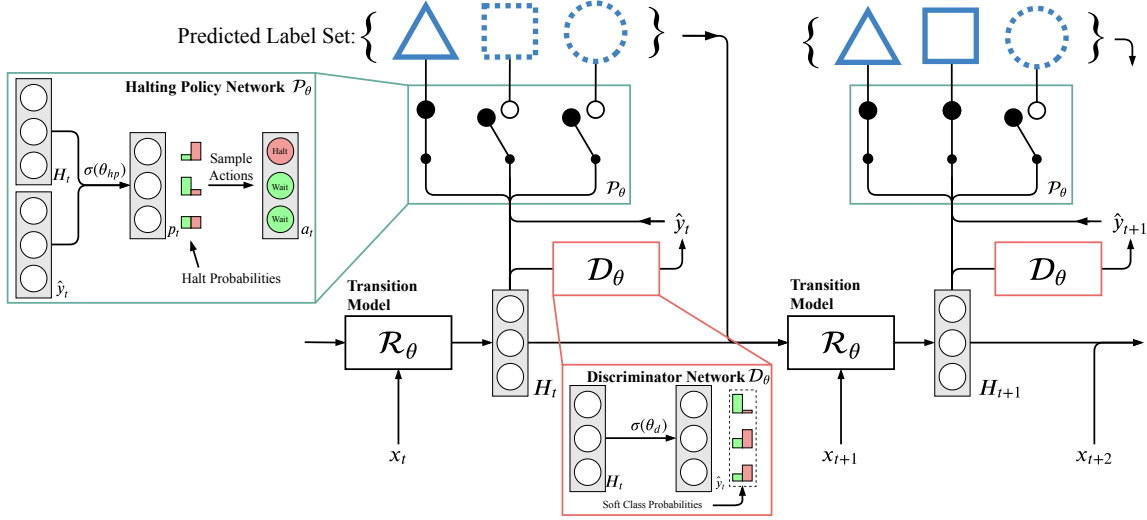 Predicted Label Set: { }
{ }
Halting Policy Network 𝒫θ
Hₜ
σ(θₕₚ)
pₜ
Sample
Actions
Halt
Wait
Wait
aₜ
ŷₜ
Halt Probabilities
𝒫θ
𝒫θ
ŷₜ
ŷₜ₊₁
𝒟θ
𝒟θ
Transition
Model
ℛθ
Hₜ
xₜ
Transition
Model
ℛθ
Hₜ₊₁
xₜ₊₁
xₜ₊₂
Discriminator Network 𝒟θ
σ(θ_d)
Hₜ
ŷₜ
Soft Class Probabilities